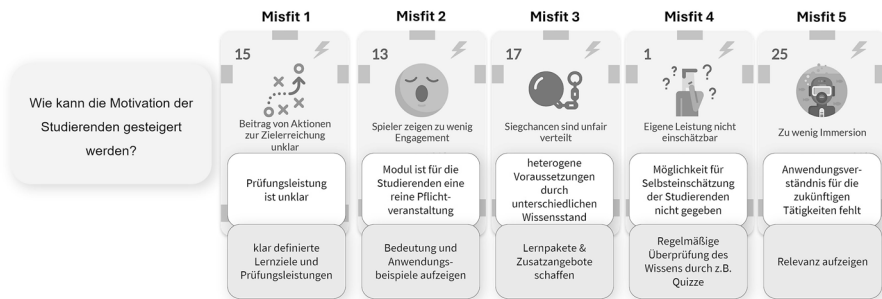 Misfit 1
Misfit 2
Misfit 3
Misfit 4
Misfit 5
Wie kann die Motivation der
Studierenden gesteigert
werden?
15
Beitrag von Aktionen
zur Zielerreichung
unklar
Prüfungsleistung
ist unklar
klar definierte
Lernziele und
Prüfungsleistungen
13
Spieler zeigen zu wenig
Engagement
Modul ist für die
Studierenden eine
reine Pflicht-
veranstaltung
Bedeutung und
Anwendungs-
beispiele aufzeigen
17
Siegchancen sind unfair
verteilt
heterogene
Voraussetzungen
durch
unterschiedlichen
Wissensstand
Lernpakete &
Zusatzangebote
schaffen
1
? ? ? ?
Eigene Leistung nicht
einschätzbar
Möglichkeit für
Selbsteinschätzung
der Studierenden
nicht gegeben
Regelmäßige
Überprüfung des
Wissens durch z.B.
Quizze
25
Zu wenig Immersion
Anwendungsver-
ständnis für die
zukünftigen
Tätigkeiten fehlt
Relevanz aufzeigen